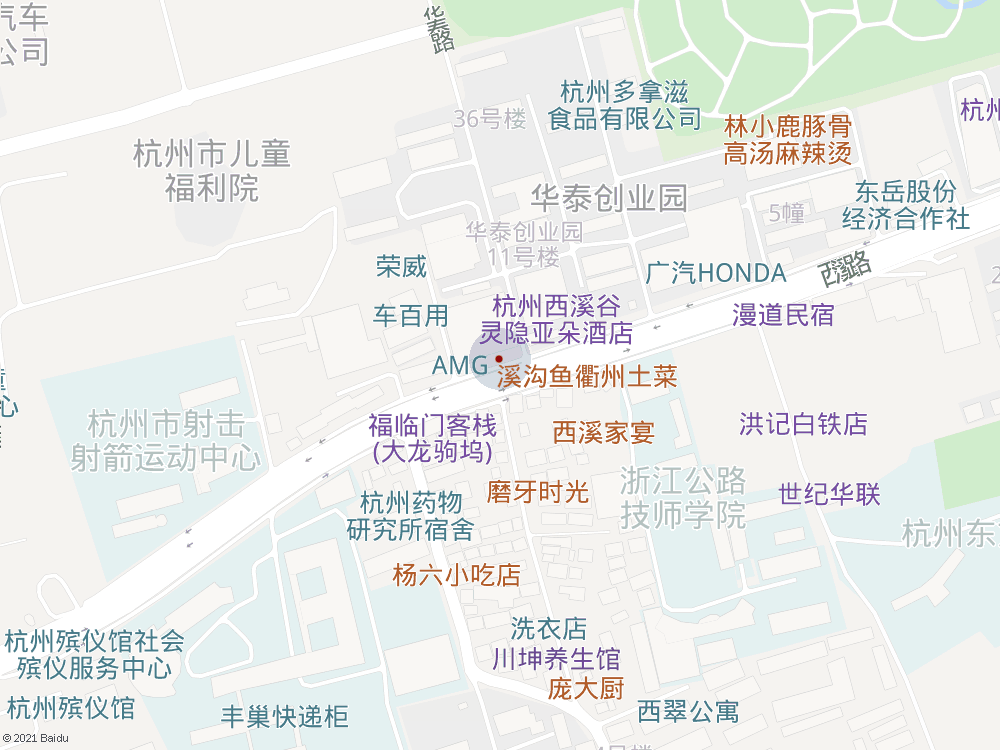 汽车
公司
华泰路
36号楼
杭州多拿滋
食品有限公司
林小鹿豚骨
高汤麻辣烫
杭州
杭州市儿童
福利院
华泰创业园
东岳股份
经济合作社
5幢
华泰创业园
11号楼
荣威
广汽HONDA
西溪路
车百用
杭州西溪谷
灵隐亚朵酒店
漫道民宿
AMG
溪沟鱼衢州土菜
心
杭州市射击
射箭运动中心
福临门客栈
(大龙驹坞)
西溪家宴
洪记白铁店
磨牙时光
浙江公路
技师学院
世纪华联
杭州药物
研究所宿舍
杭州东
杨六小吃店
杭州殡仪馆社会
殡仪服务中心
洗衣店
川坤养生馆
庞大厨
杭州殡仪馆
丰巢快递柜
西翠公寓
号楼
© 2021 Baidu